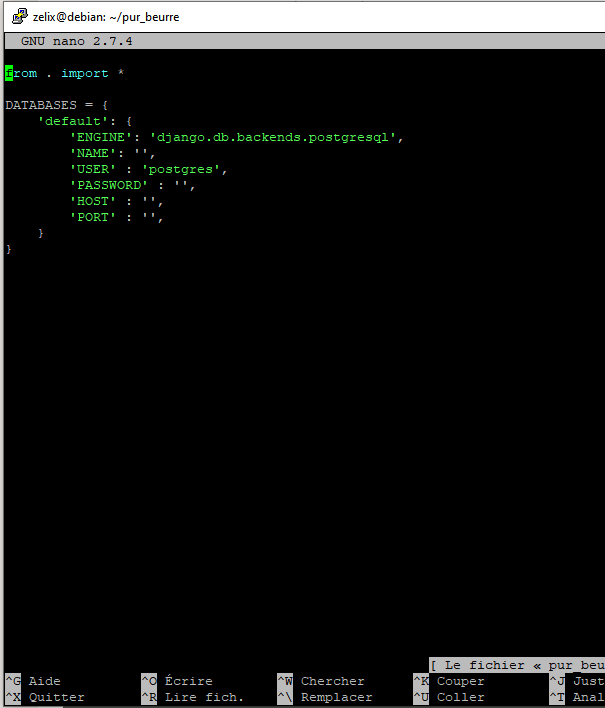 zelix@debian: ~/pur_beurre
GNU nano 2.7.4
from . import *
DATABASES = {
    'default': {
        'ENGINE': 'django.db.backends.postgresql',
        'NAME': '',
        'USER' : 'postgres',
        'PASSWORD' : '',
        'HOST' : '',
        'PORT' : '',
    }
}
[ Le fichier « pur_beu
^G Aide ^O Écrire ^W Chercher ^K Couper ^J Just
^X Quitter ^R Lire fich. ^\ Remplacer ^U Coller ^T Anal